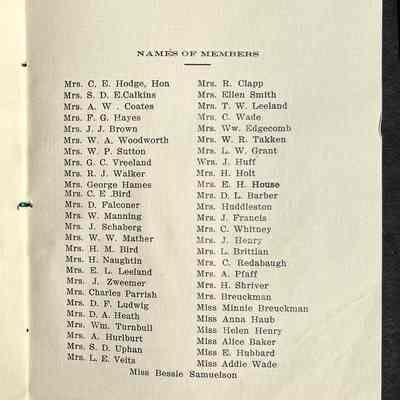 NAMES OF MEMBERS
Mrs. C. E. Hodge, Hon
Mrs. S. D. E.Calkins
Mrs. A. W . Coates
Mrs. F. G. Hayes
Mrs. J. J. Brown
Mrs. W. A. Woodworth
Mrs. W. P. Sutton
Mrs. G. C. Vreeland
Mrs. R. J. Walker
Mrs. George Hames
Mrs. C. E .Bird
Mrs. D. Falconer
Mrs. W. Manning
Mrs. J. Schaberg
Mrs. W. W. Mather
Mrs. H. M. Bird
Mrs. H. Naughtin
Mrs. E. L. Leeland
Mrs. J. Zweemer
Mrs. Charles Parrish
Mrs. D. F. Ludwig
Mrs. D. A. Heath
Mrs. Wm. Turnbull
Mrs. A. Hurlburt
Mrs. S. D. Uphan
Mrs. L. E. Veits
Mrs. R. Clapp
Mrs. Ellen Smith
Mrs. T. W. Leeland
Mrs. C. Wade
Mrs. Ww. Edgecomb
Mrs. W. R. Takken
Mrs. L. W. Grant
Wrs. J. Huff
Mrs. H. Holt
Mrs. E. H. House
Mrs. D. L. Barber
Mrs. Huddleston
Mrs. J. Francis
Mrs. C. Whitney
Mrs. J. Henry
Mrs. L. Brittian
Mrs. C. Redabaugh
Mrs. A. Pfaff
Mrs. H. Shriver
Mrs. Breuckman
Miss Minnie Breuckman
Miss Anna Haub
Miss Helen Henry
Miss Alice Baker
Miss E. Hubbard
Miss Addie Wade
Miss Bessie Samuelson